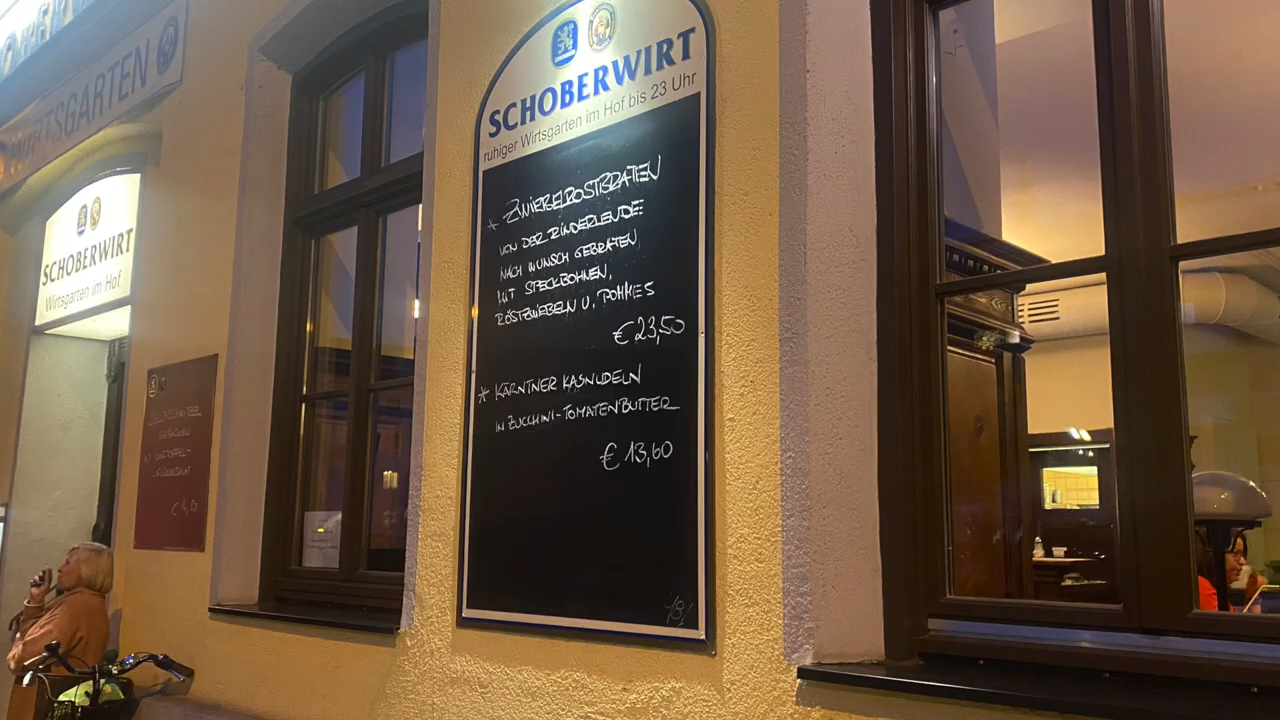 WIRTSGARTEN
SCHOBERWIRT
Wirtsgarten im Hof
SCHOBERWIRT
ruhiger Wirtsgarten im Hof bis 23 Uhr
* ZWIEBELROSTBRATEN
VON DER RINDERLENDE:
NACH WUNSCH GEBRATEN,
MIT SPECKBOHNEN,
RÖSTZWIEBELN U. POMMES
€ 23,50
* KÄRNTNER KASNUDELN
IN ZUCCHINI-TOMATENBUTTER
€ 13,60